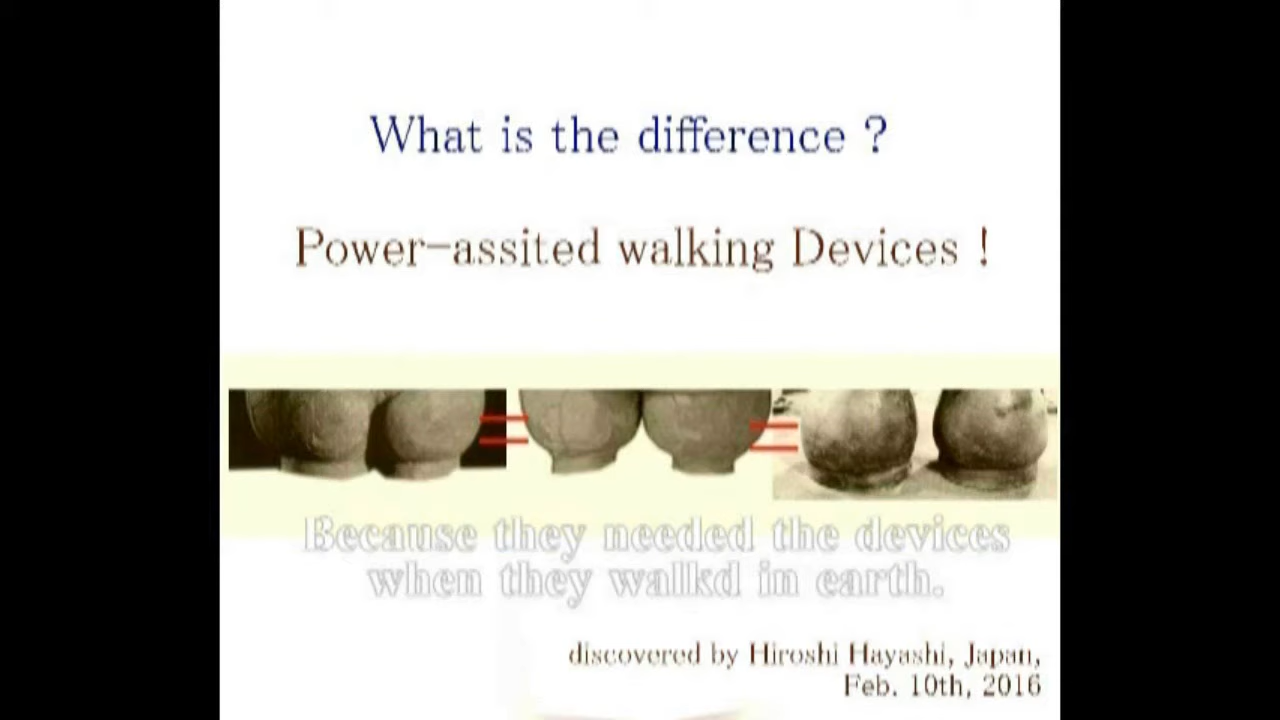 What is the difference ?
Power-assited walking Devices !
Because they needed the devices
when they wallkd in earth.
discovered by Hiroshi Hayashi, Japan,
Feb. 10th, 2016